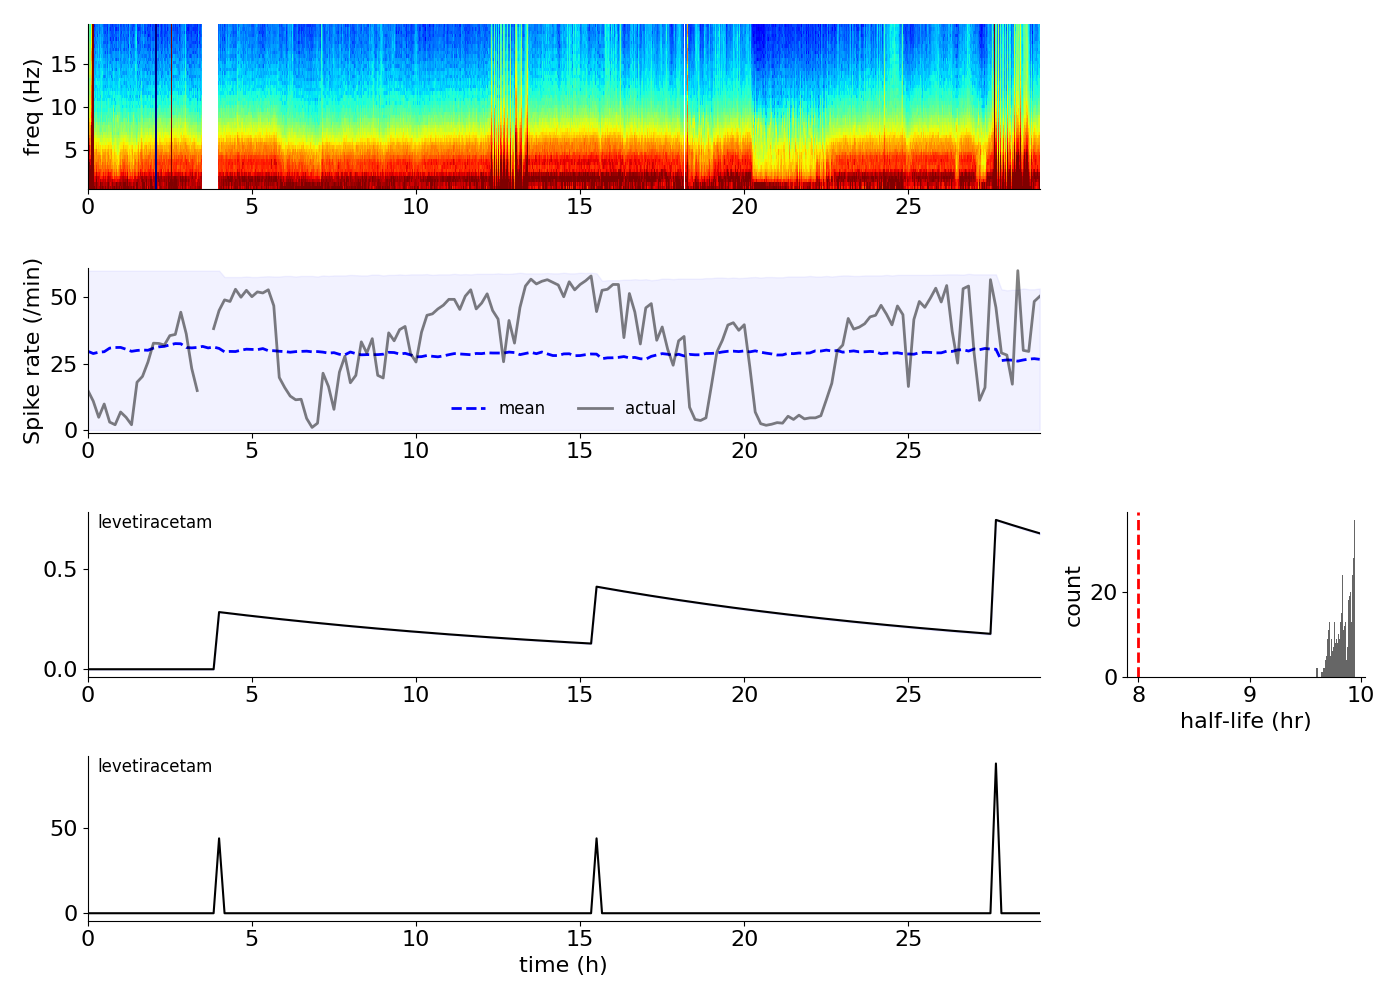 freq (Hz)
15
10
5
0 5 10 15 20 25
Spike rate (/min)
50
25
0
mean actual
0 5 10 15 20 25
levetiracetam
0.5
0.0
0 5 10 15 20 25
count
20
0
8 9 10
half-life (hr)
levetiracetam
50
0
0 5 10 15 20 25
time (h)